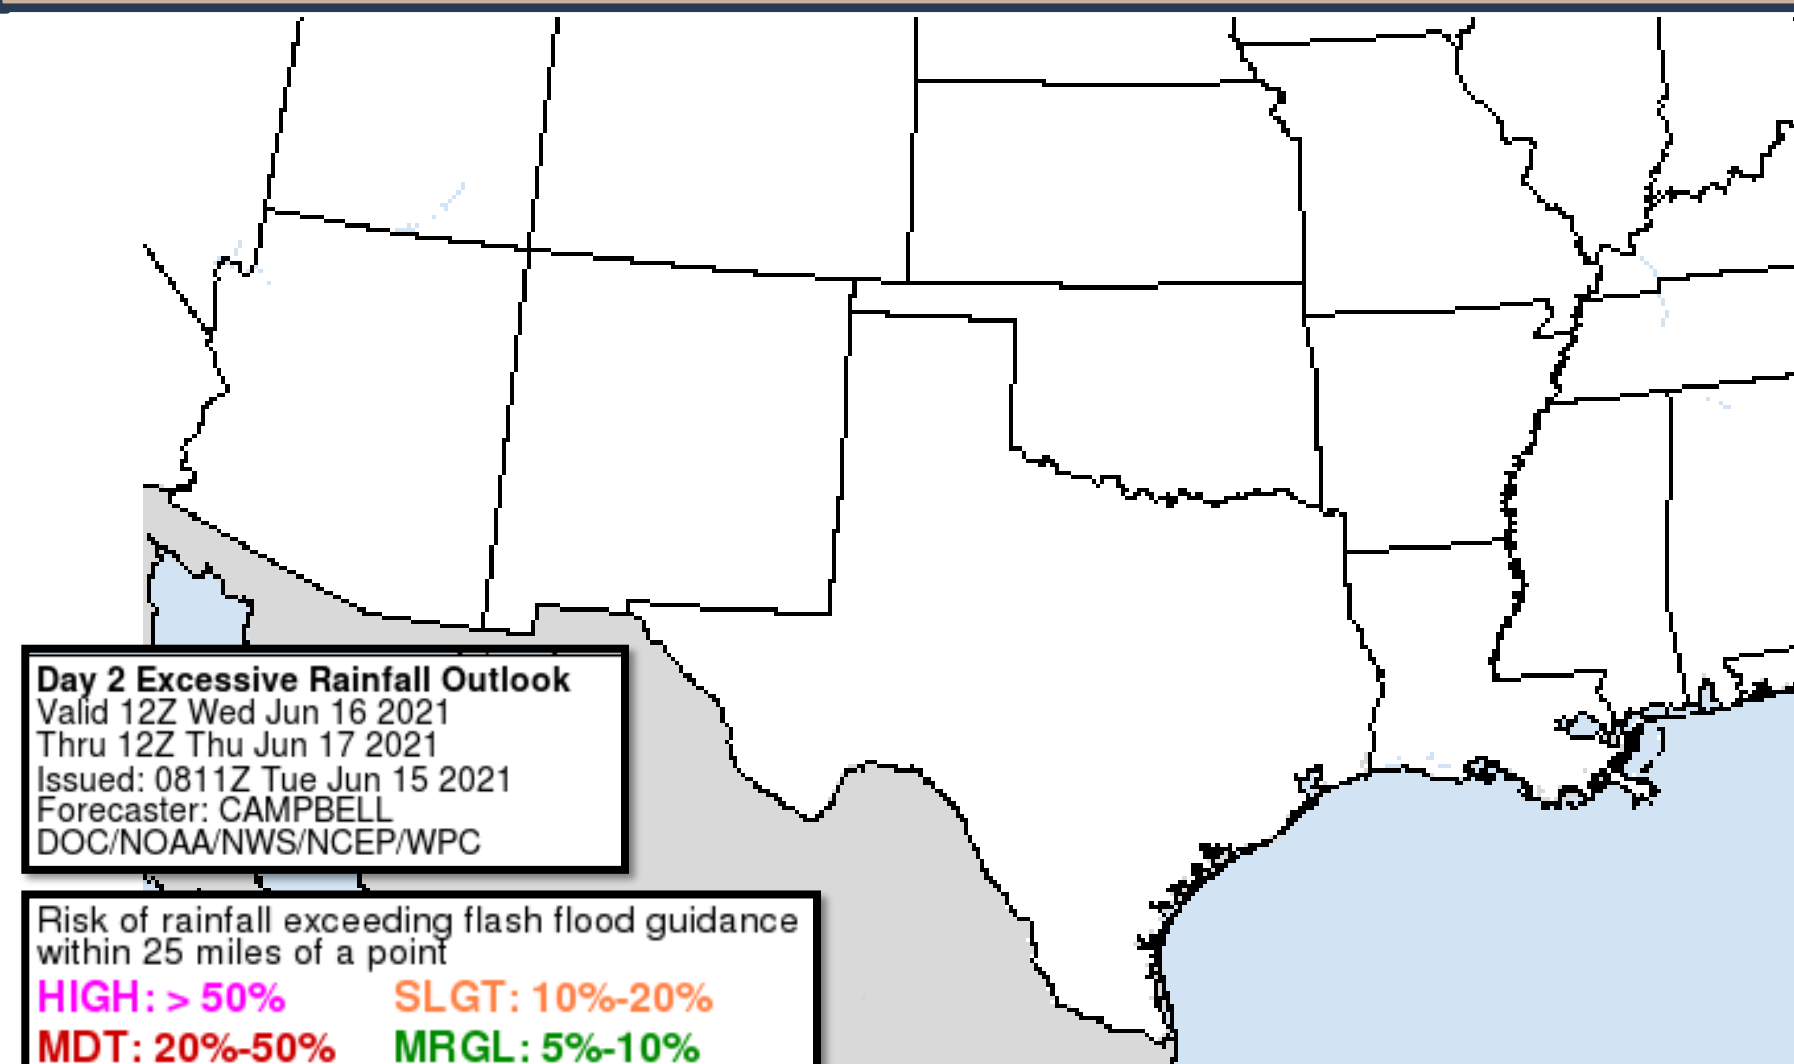 Day 2 Excessive Rainfall Outlook
Valid 12Z Wed Jun 16 2021
Thru 12Z Thu Jun 17 2021
Issued: 0811Z Tue Jun 15 2021
Forecaster: CAMPBELL
DOC/NOAA/NWS/NCEP/WPC
Risk of rainfall exceeding flash flood guidance
within 25 miles of a point
HIGH: > 50% SLGT: 10%-20%
MDT: 20%-50% MRGL: 5%-10%